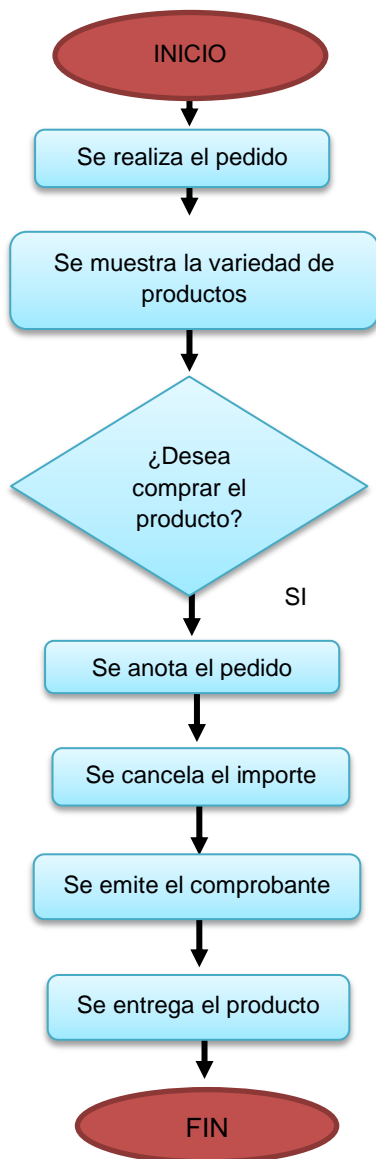 INICIO
Se realiza el pedido
Se muestra la variedad de
productos
¿Desea
comprar el
producto?
SI
Se anota el pedido
Se cancela el importe
Se emite el comprobante
Se entrega el producto
FIN